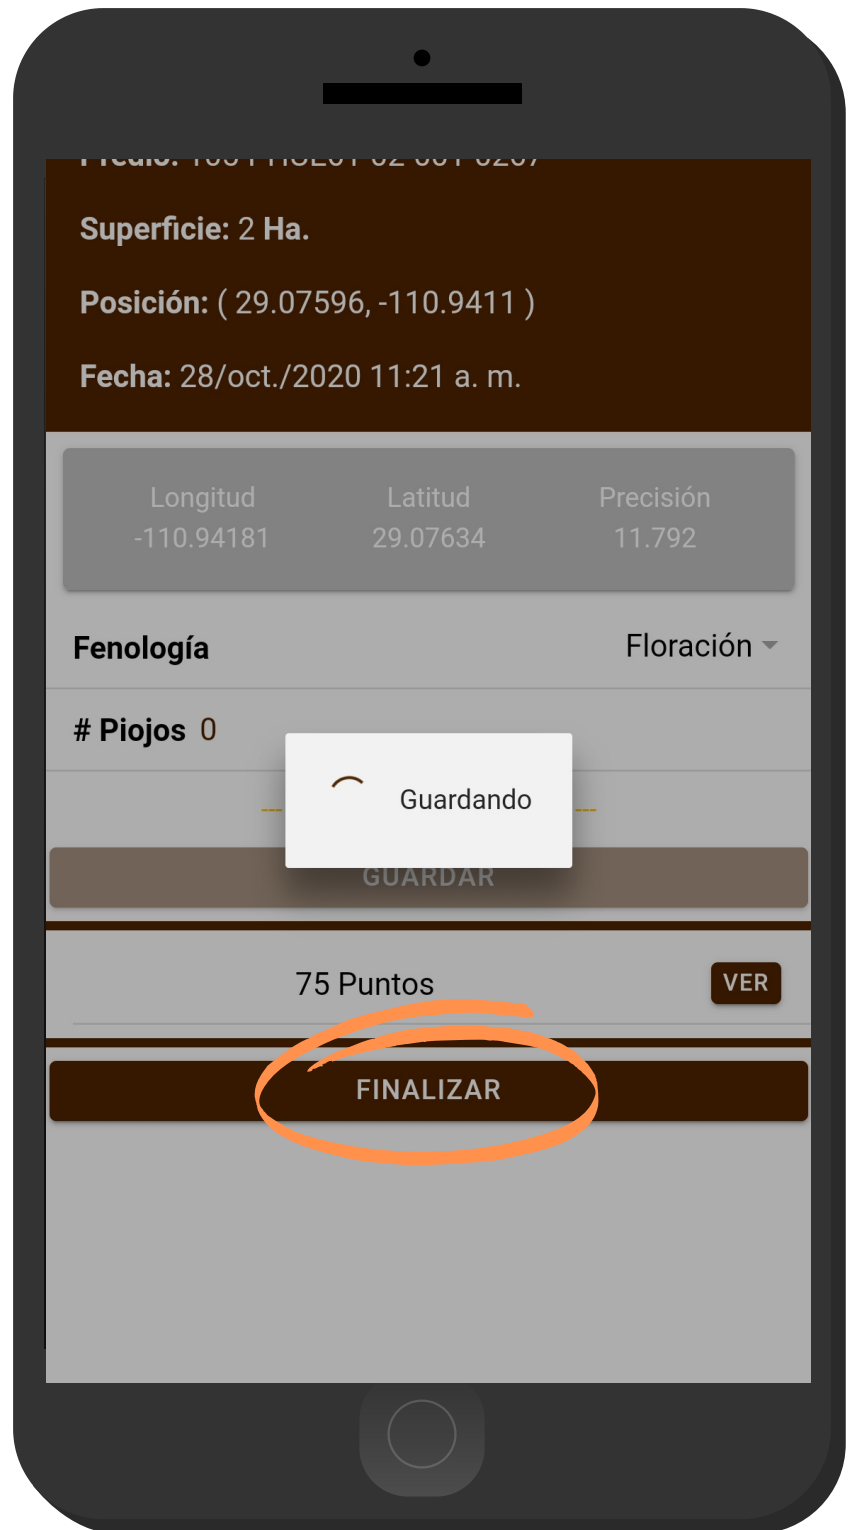 Predio:
Superficie: 2 Ha.
Posición: ( 29.07596, -110.9411 )
Fecha: 28/oct./2020 11:21 a. m.
Longitud Latitud Precisión
-110.94181 29.07634 11.792
Fenología Floración
# Piojos 0
--- ---
Guardando
GUARDAR
75 Puntos VER
FINALIZAR